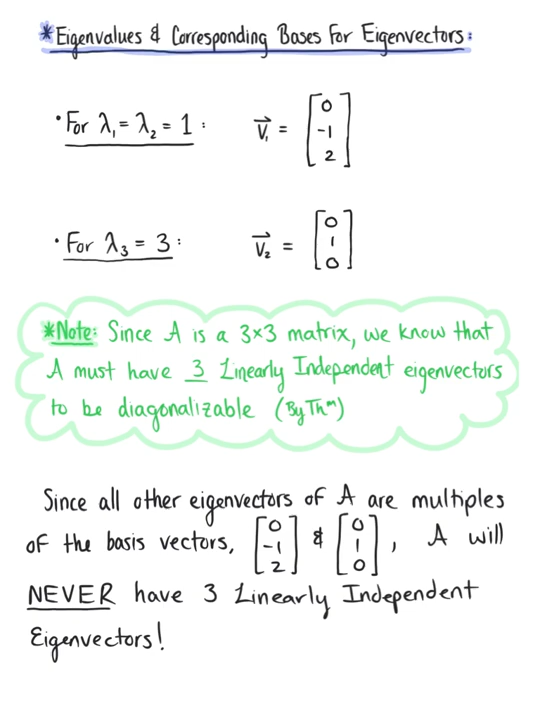 *Eigenvalues & Corresponding Bases For Eigenvectors:
• For λ₁ = λ₂ = 1 : v⃗₁ = [0 -1 2]
• For λ₃ = 3 : v⃗₂ = [0 1 0]
*Note: Since A is a 3×3 matrix, we know that
A must have 3 Linearly Independent eigenvectors
to be diagonalizable (By Thᵐ)
Since all other eigenvectors of A are multiples
of the basis vectors, [0 -1 2] & [0 1 0], A will
NEVER have 3 Linearly Independent
Eigenvectors!